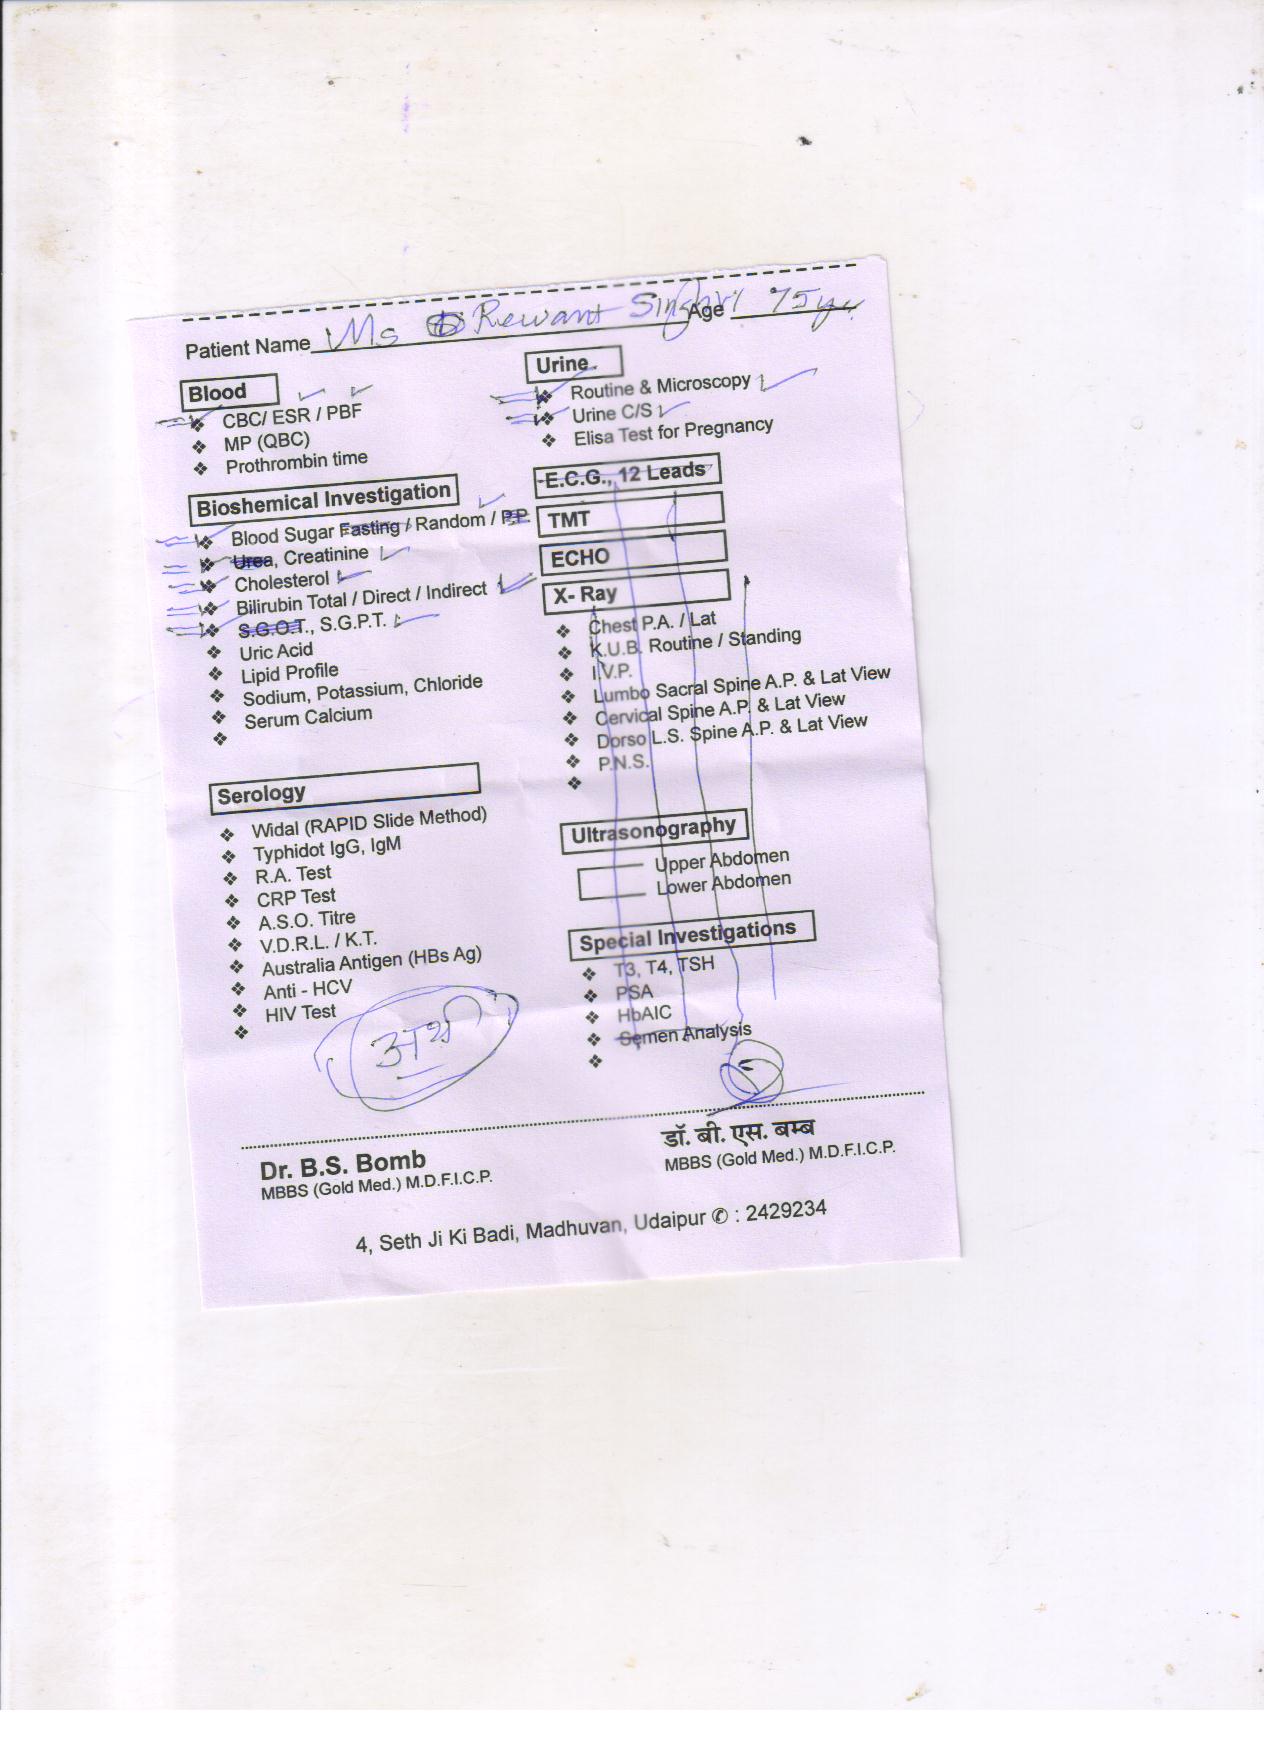 Patient Name Ms Rewant Singhvi Age 75 yr
Blood
CBC/ ESR / PBF
MP (QBC)
Prothrombin time
Bioshemical Investigation
Blood Sugar Fasting / Random / P.P.
Urea, Creatinine
Cholesterol
Bilirubin Total / Direct / Indirect
S.G.O.T., S.G.P.T.
Uric Acid
Lipid Profile
Sodium, Potassium, Chloride
Serum Calcium
Serology
Widal (RAPID Slide Method)
Typhidot IgG, IgM
R.A. Test
CRP Test
A.S.O. Titre
V.D.R.L. / K.T.
Australia Antigen (HBs Ag)
Anti - HCV
HIV Test
Urine
Routine & Microscopy
Urine C/S
Elisa Test for Pregnancy
E.C.G., 12 Leads
TMT
ECHO
X- Ray
Chest P.A. / Lat
K.U.B. Routine / Standing
I.V.P.
Lumbo Sacral Spine A.P. & Lat View
Cervical Spine A.P. & Lat View
Dorso L.S. Spine A.P. & Lat View
P.N.S.
Ultrasonography
Upper Abdomen
Lower Abdomen
Special Investigations
T3, T4, TSH
PSA
HbAIC
Semen Analysis
Dr. B.S. Bomb
MBBS (Gold Med.) M.D.F.I.C.P.
डॉ. बी. एस. बम्ब
MBBS (Gold Med.) M.D.F.I.C.P.
4, Seth Ji Ki Badi, Madhuvan, Udaipur ✆ : 2429234